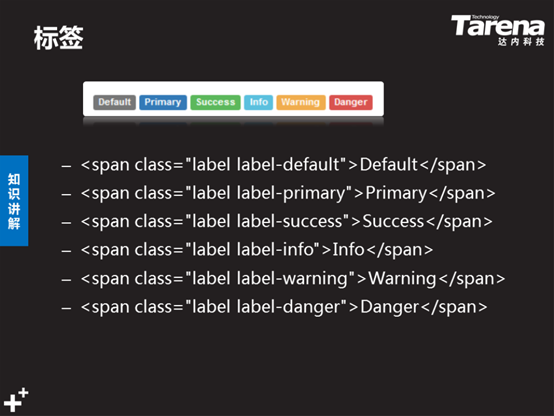 标签
Technology
Tarena
达内科技
Default Primary Success Info Warning Danger
知识讲解
– <span class="label label-default">Default</span>
– <span class="label label-primary">Primary</span>
– <span class="label label-success">Success</span>
– <span class="label label-info">Info</span>
– <span class="label label-warning">Warning</span>
– <span class="label label-danger">Danger</span>